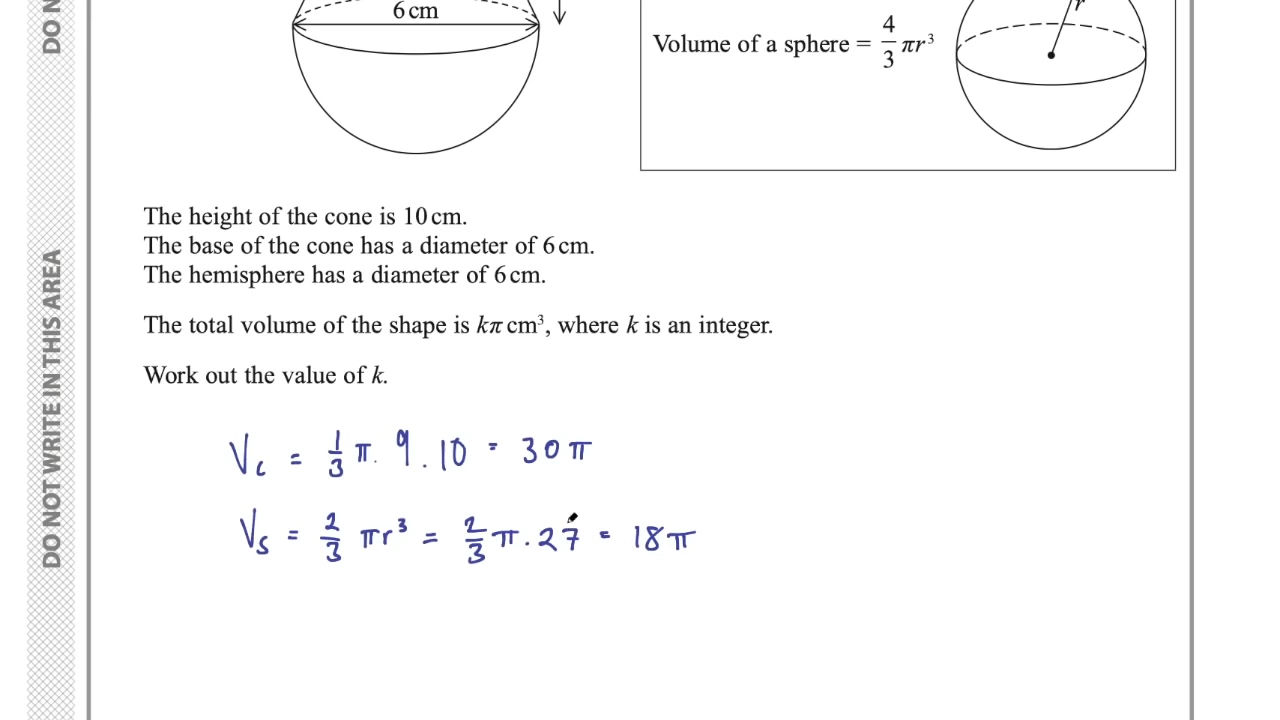 DO N
6 cm
Volume of a sphere = 4/3 πr³
r
The height of the cone is 10 cm.
The base of the cone has a diameter of 6 cm.
The hemisphere has a diameter of 6 cm.
The total volume of the shape is kπ cm³, where k is an integer.
Work out the value of k.
DO NOT WRITE IN THIS AREA
V_c = 1/3 π . 9 . 10 = 30π
V_s = 2/3 πr³ = 2/3 π . 27 = 18π